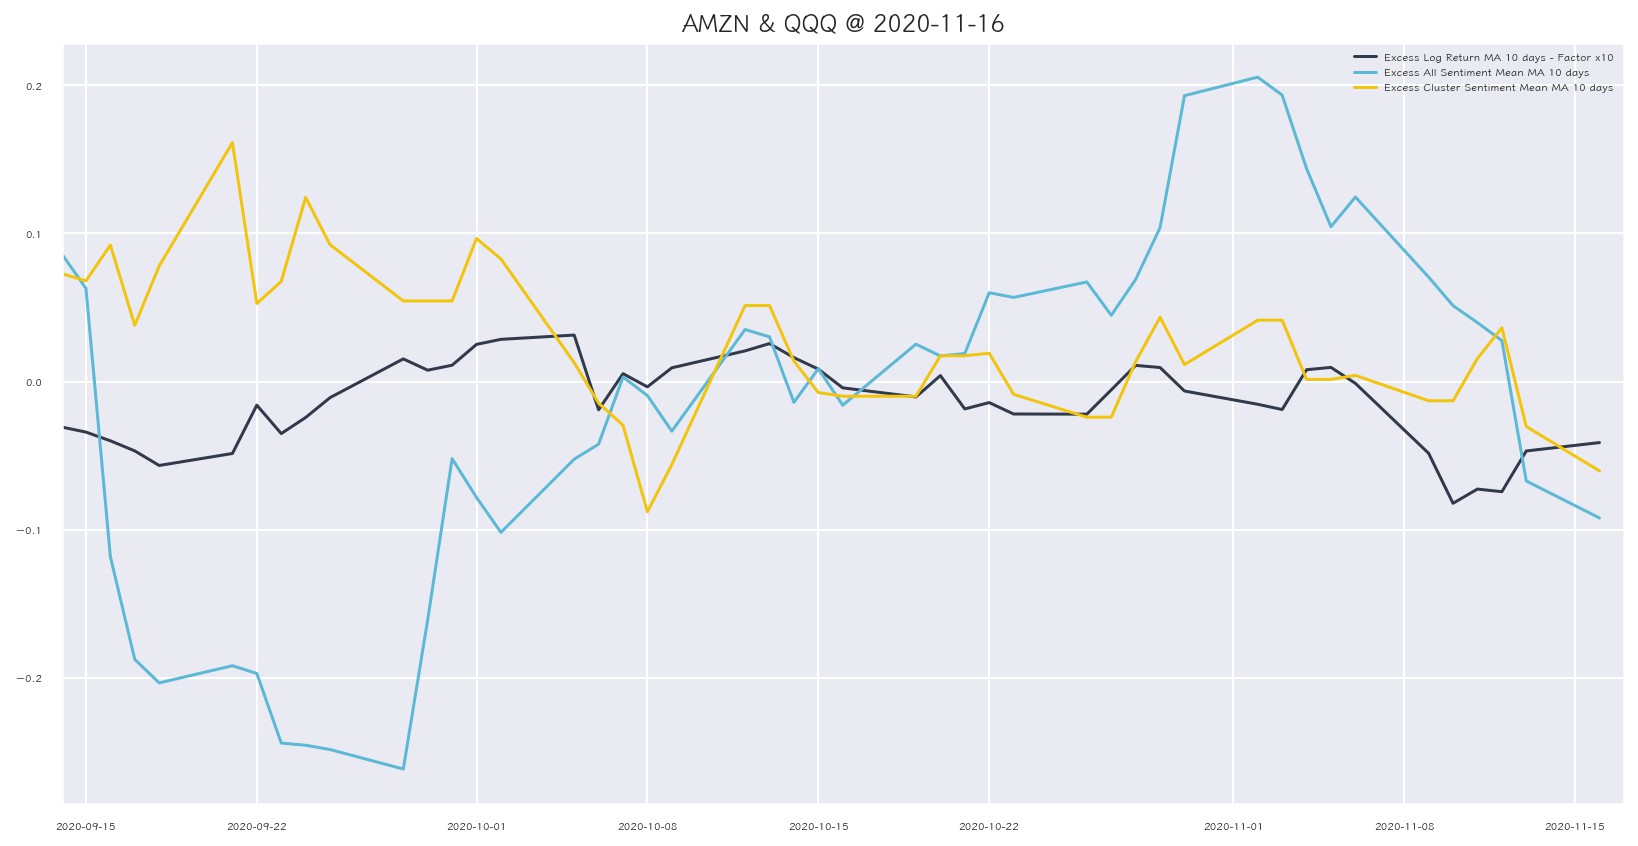 AMZN & QQQ @ 2020-11-16
Excess Log Return MA 10 days - Factor x10
Excess All Sentiment Mean MA 10 days
Excess Cluster Sentiment Mean MA 10 days
0.2
0.1
0.0
−0.1
−0.2
2020-09-15 2020-09-22 2020-10-01 2020-10-08 2020-10-15 2020-10-22 2020-11-01 2020-11-08 2020-11-15